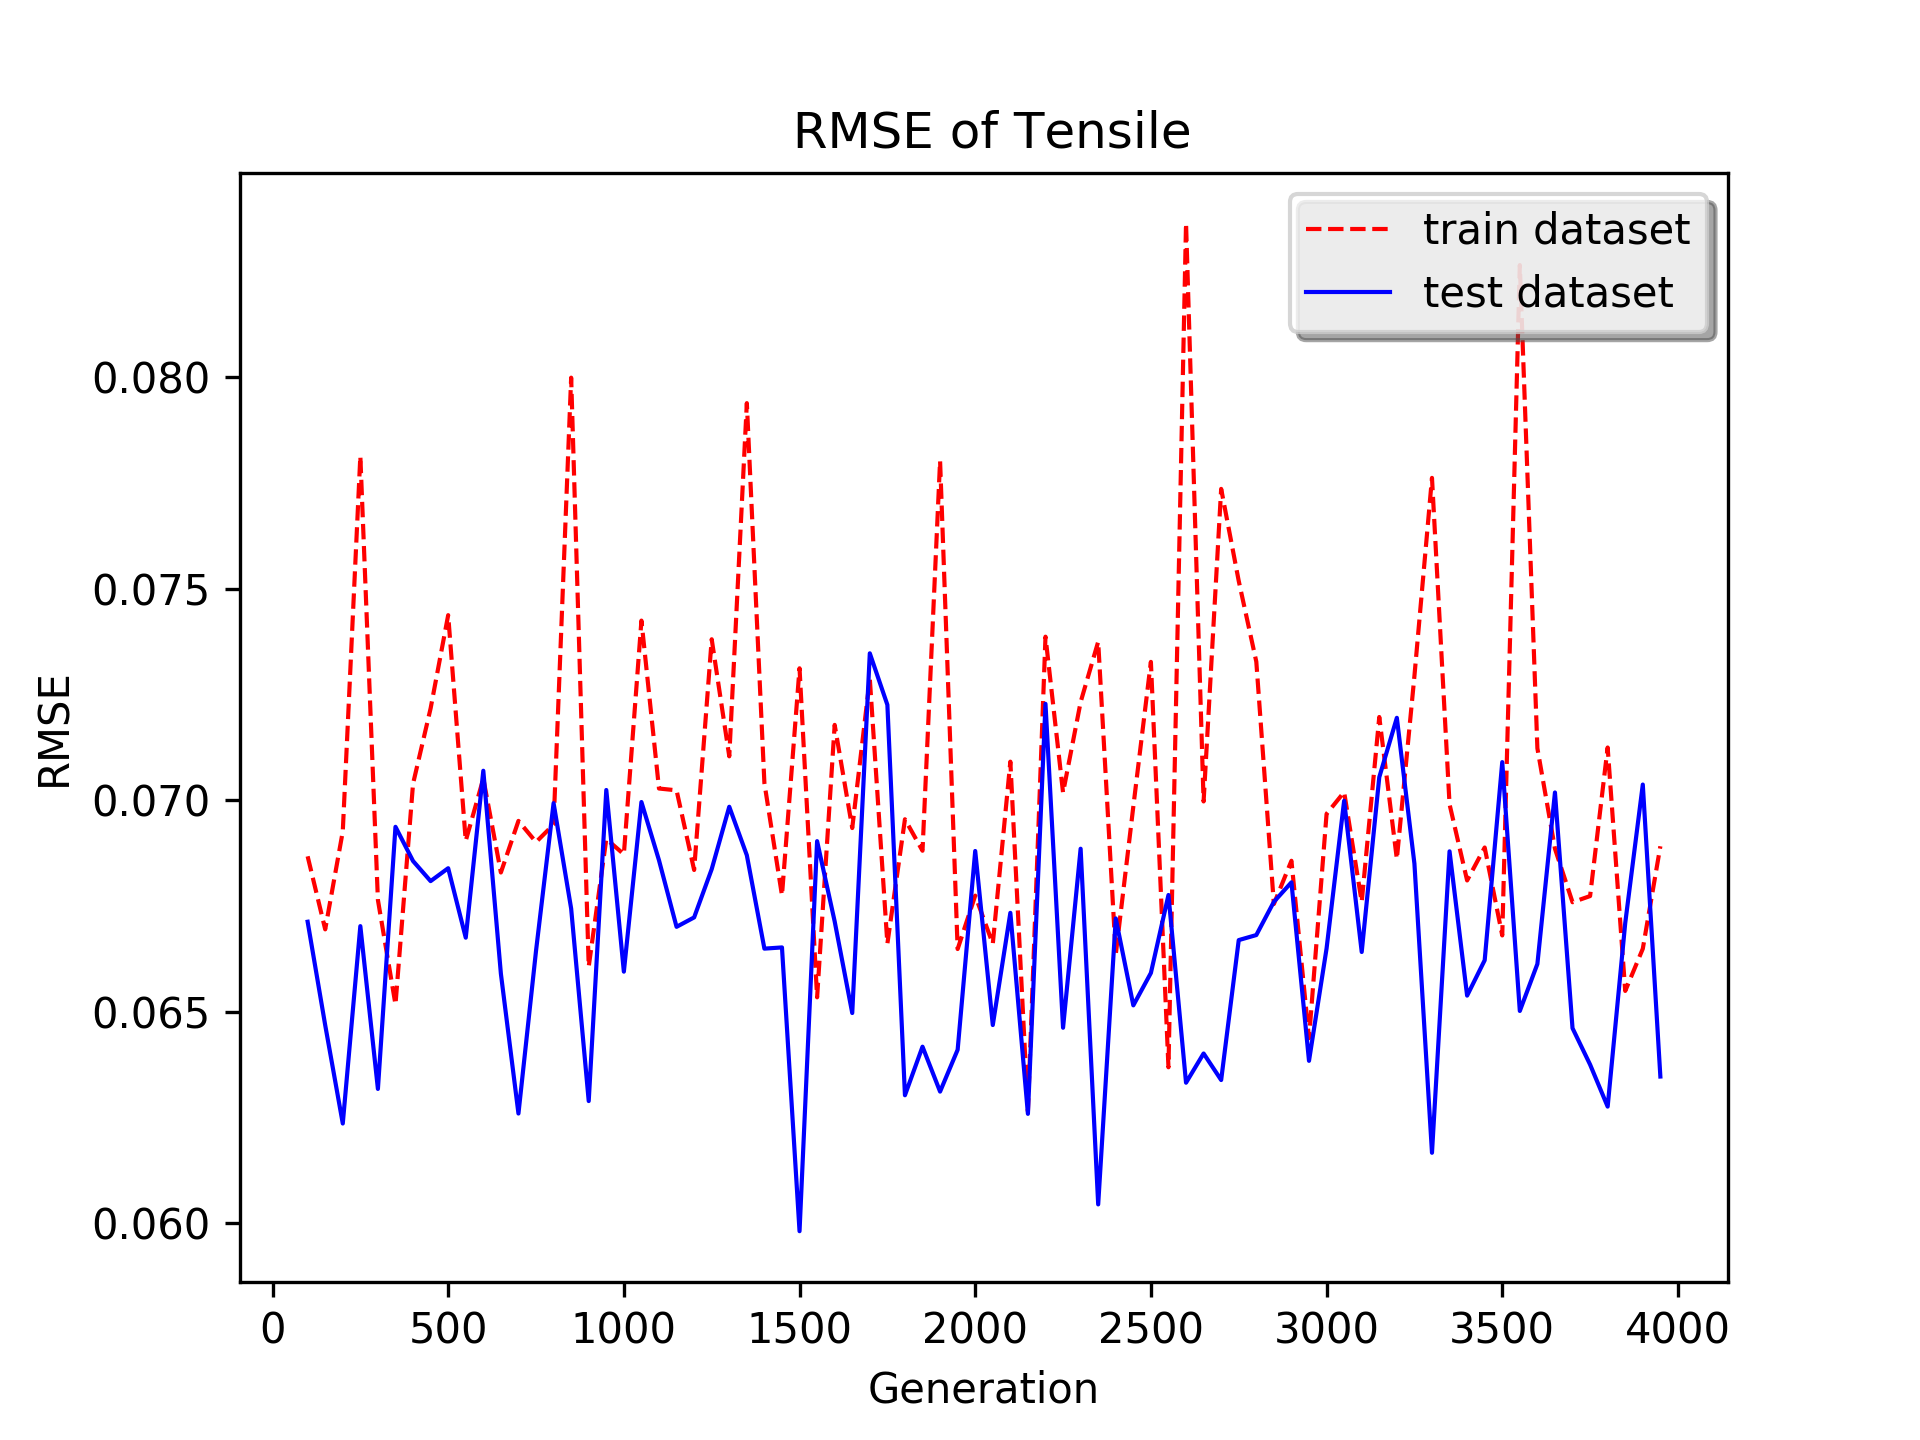 RMSE of Tensile
train dataset
test dataset
RMSE
0.080
0.075
0.070
0.065
0.060
0 500 1000 1500 2000 2500 3000 3500 4000
Generation